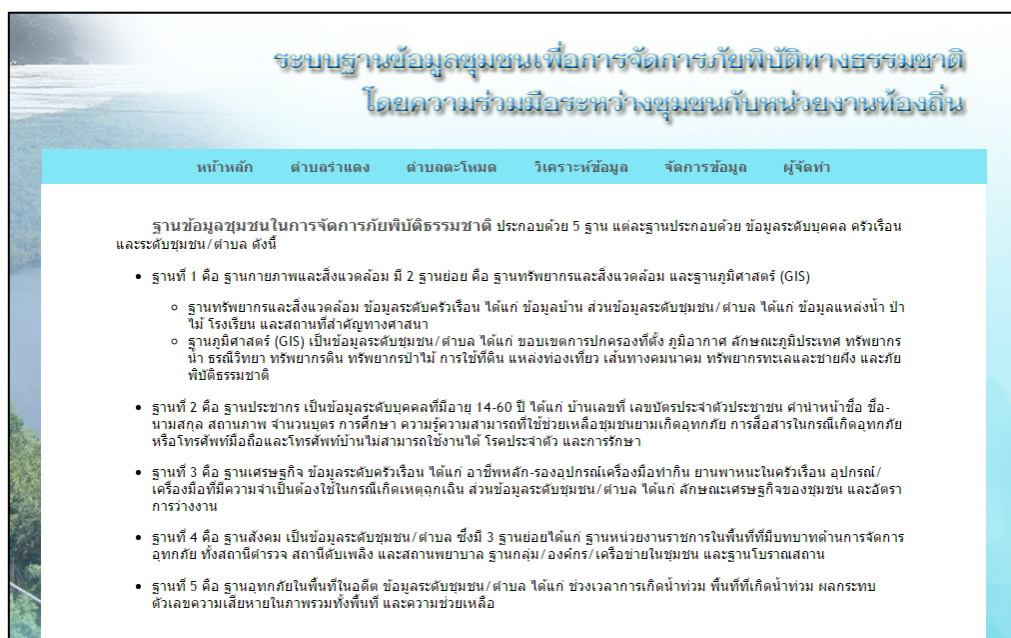 ระบบฐานข้อมูลชุมชนเพื่อการจัดการภัยพิบัติทางธรรมชาติ
โดยความร่วมมือระหว่างชุมชนกับหน่วยงานท้องถิ่น
หน้าหลัก ตำบลรำแดง ตำบลตะโหมด วิเคราะห์ข้อมูล จัดการข้อมูล ผู้จัดทำ
ฐานข้อมูลชุมชนในการจัดการภัยพิบัติธรรมชาติ ประกอบด้วย 5 ฐาน แต่ละฐานประกอบด้วย ข้อมูลระดับบุคคล ครัวเรือน
และระดับชุมชน/ตำบล ดังนี้
• ฐานที่ 1 คือ ฐานกายภาพและสิ่งแวดล้อม มี 2 ฐานย่อย คือ ฐานทรัพยากรและสิ่งแวดล้อม และฐานภูมิศาสตร์ (GIS)
○ ฐานทรัพยากรและสิ่งแวดล้อม ข้อมูลระดับครัวเรือน ได้แก่ ข้อมูลบ้าน ส่วนข้อมูลระดับชุมชน/ตำบล ได้แก่ ข้อมูลแหล่งน้ำ ป่า
ไม้ โรงเรียน และสถานที่สำคัญทางศาสนา
○ ฐานภูมิศาสตร์ (GIS) เป็นข้อมูลระดับชุมชน/ตำบล ได้แก่ ขอบเขตการปกครองที่ตั้ง ภูมิอากาศ ลักษณะภูมิประเทศ ทรัพยากร
น้ำ ธรณีวิทยา ทรัพยากรดิน ทรัพยากรป่าไม้ การใช้ที่ดิน แหล่งท่องเที่ยว เส้นทางคมนาคม ทรัพยากรทะเลและชายฝั่ง และภัย
พิบัติธรรมชาติ
• ฐานที่ 2 คือ ฐานประชากร เป็นข้อมูลระดับบุคคลที่มีอายุ 14-60 ปี ได้แก่ บ้านเลขที่ เลขบัตรประจำตัวประชาชน คำนำหน้าชื่อ ชื่อ-
นามสกุล สถานภาพ จำนวนบุตร การศึกษา ความรู้ความสามารถที่ใช้ช่วยเหลือชุมชนยามเกิดอุทกภัย การสื่อสารในกรณีเกิดอุทกภัย
หรือโทรศัพท์มือถือและโทรศัพท์บ้านไม่สามารถใช้งานได้ โรคประจำตัว และการรักษา
• ฐานที่ 3 คือ ฐานเศรษฐกิจ ข้อมูลระดับครัวเรือน ได้แก่ อาชีพหลัก-รองอุปกรณ์เครื่องมือทำกิน ยานพาหนะในครัวเรือน อุปกรณ์/
เครื่องมือที่มีความจำเป็นต้องใช้ในกรณีเกิดเหตุฉุกเฉิน ส่วนข้อมูลระดับชุมชน/ตำบล ได้แก่ ลักษณะเศรษฐกิจของชุมชน และอัตรา
การว่างงาน
• ฐานที่ 4 คือ ฐานสังคม เป็นข้อมูลระดับชุมชน/ตำบล ซึ่งมี 3 ฐานย่อยได้แก่ ฐานหน่วยงานราชการในพื้นที่ที่มีบทบาทด้านการจัดการ
อุทกภัย ทั้งสถานีตำรวจ สถานีดับเพลิง และสถานพยาบาล ฐานกลุ่ม/องค์กร/เครือข่ายในชุมชน และฐานโบราณสถาน
• ฐานที่ 5 คือ ฐานอุทกภัยในพื้นที่ในอดีต ข้อมูลระดับชุมชน/ตำบล ได้แก่ ช่วงเวลาการเกิดน้ำท่วม พื้นที่ที่เกิดน้ำท่วม ผลกระทบ
ตัวเลขความเสียหายในภาพรวมทั้งพื้นที่ และความช่วยเหลือ